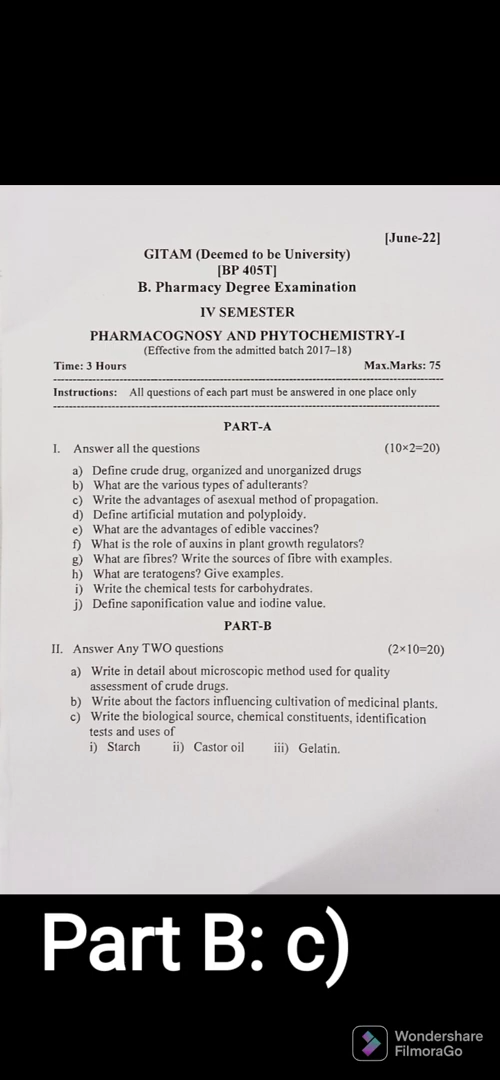 [June-22]
GITAM (Deemed to be University)
[BP 405T]
B. Pharmacy Degree Examination
IV SEMESTER
PHARMACOGNOSY AND PHYTOCHEMISTRY-I
(Effective from the admitted batch 2017–18)
Time: 3 Hours Max.Marks: 75
Instructions: All questions of each part must be answered in one place only
PART-A
I. Answer all the questions (10×2=20)
a) Define crude drug, organized and unorganized drugs
b) What are the various types of adulterants?
c) Write the advantages of asexual method of propagation.
d) Define artificial mutation and polyploidy.
e) What are the advantages of edible vaccines?
f) What is the role of auxins in plant growth regulators?
g) What are fibres? Write the sources of fibre with examples.
h) What are teratogens? Give examples.
i) Write the chemical tests for carbohydrates.
j) Define saponification value and iodine value.
PART-B
II. Answer Any TWO questions (2×10=20)
a) Write in detail about microscopic method used for quality
assessment of crude drugs.
b) Write about the factors influencing cultivation of medicinal plants.
c) Write the biological source, chemical constituents, identification
tests and uses of
i) Starch ii) Castor oil iii) Gelatin.
Part B: c)
Wondershare
FilmoraGo